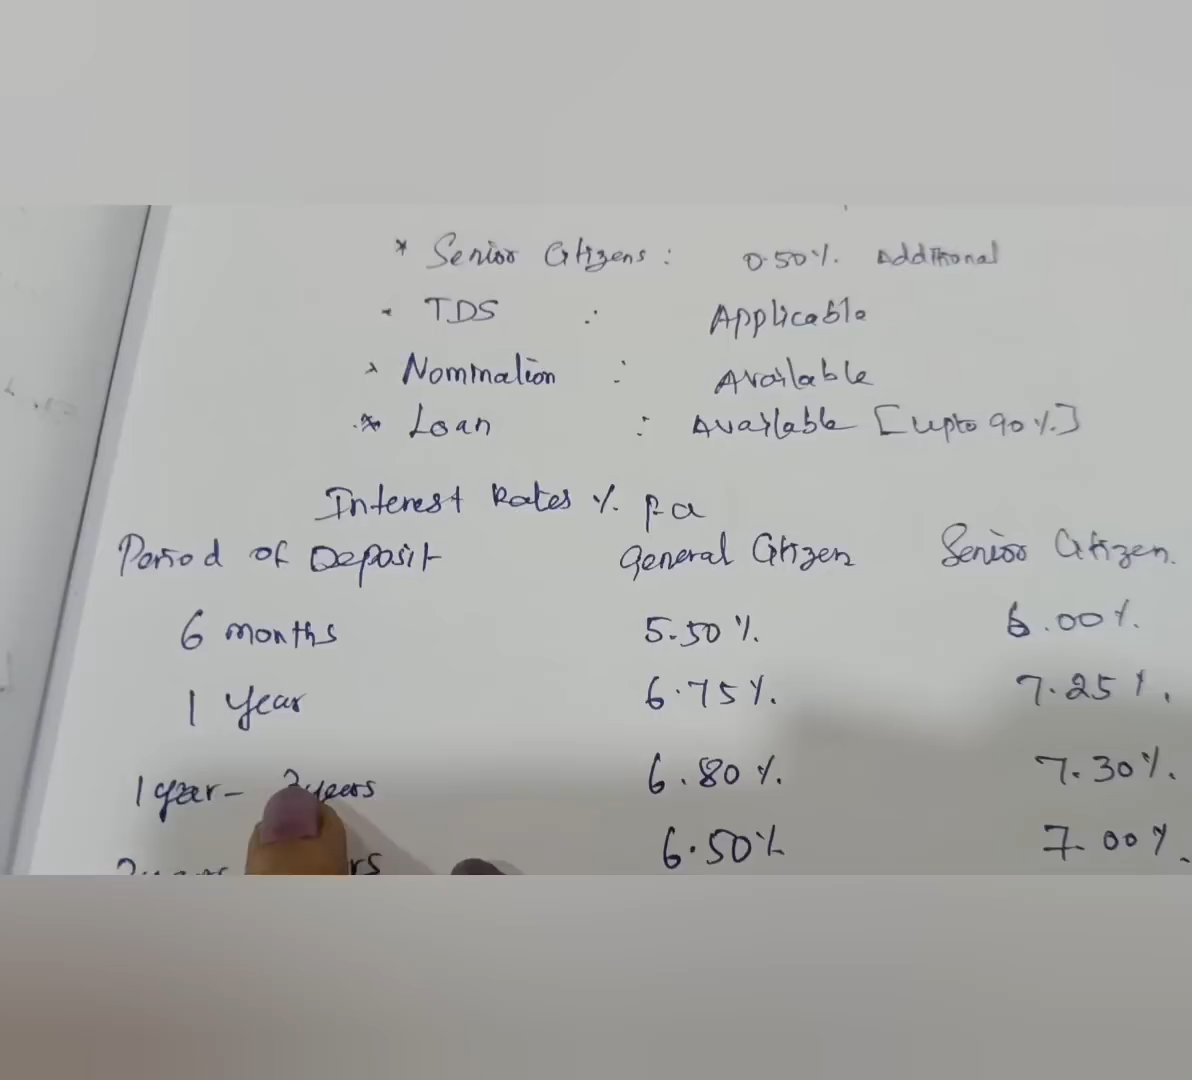 * Senior Citizens : 0.50% Additional
* TDS : Applicable
* Nommation : Available
* Loan : Available [upto 90%]
Interest Rates % p.a
Period of Deposit General Citizen Senior Citizen.
6 months 5.50% 6.00%.
1 year 6.75%. 7.25%.
1 year - years 6.80%. 7.30%.
6.50% 7.00%.